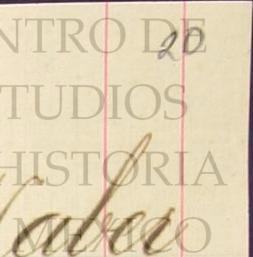 NTRO DE
20
TUDIOS
HISTORIA
MEXICO